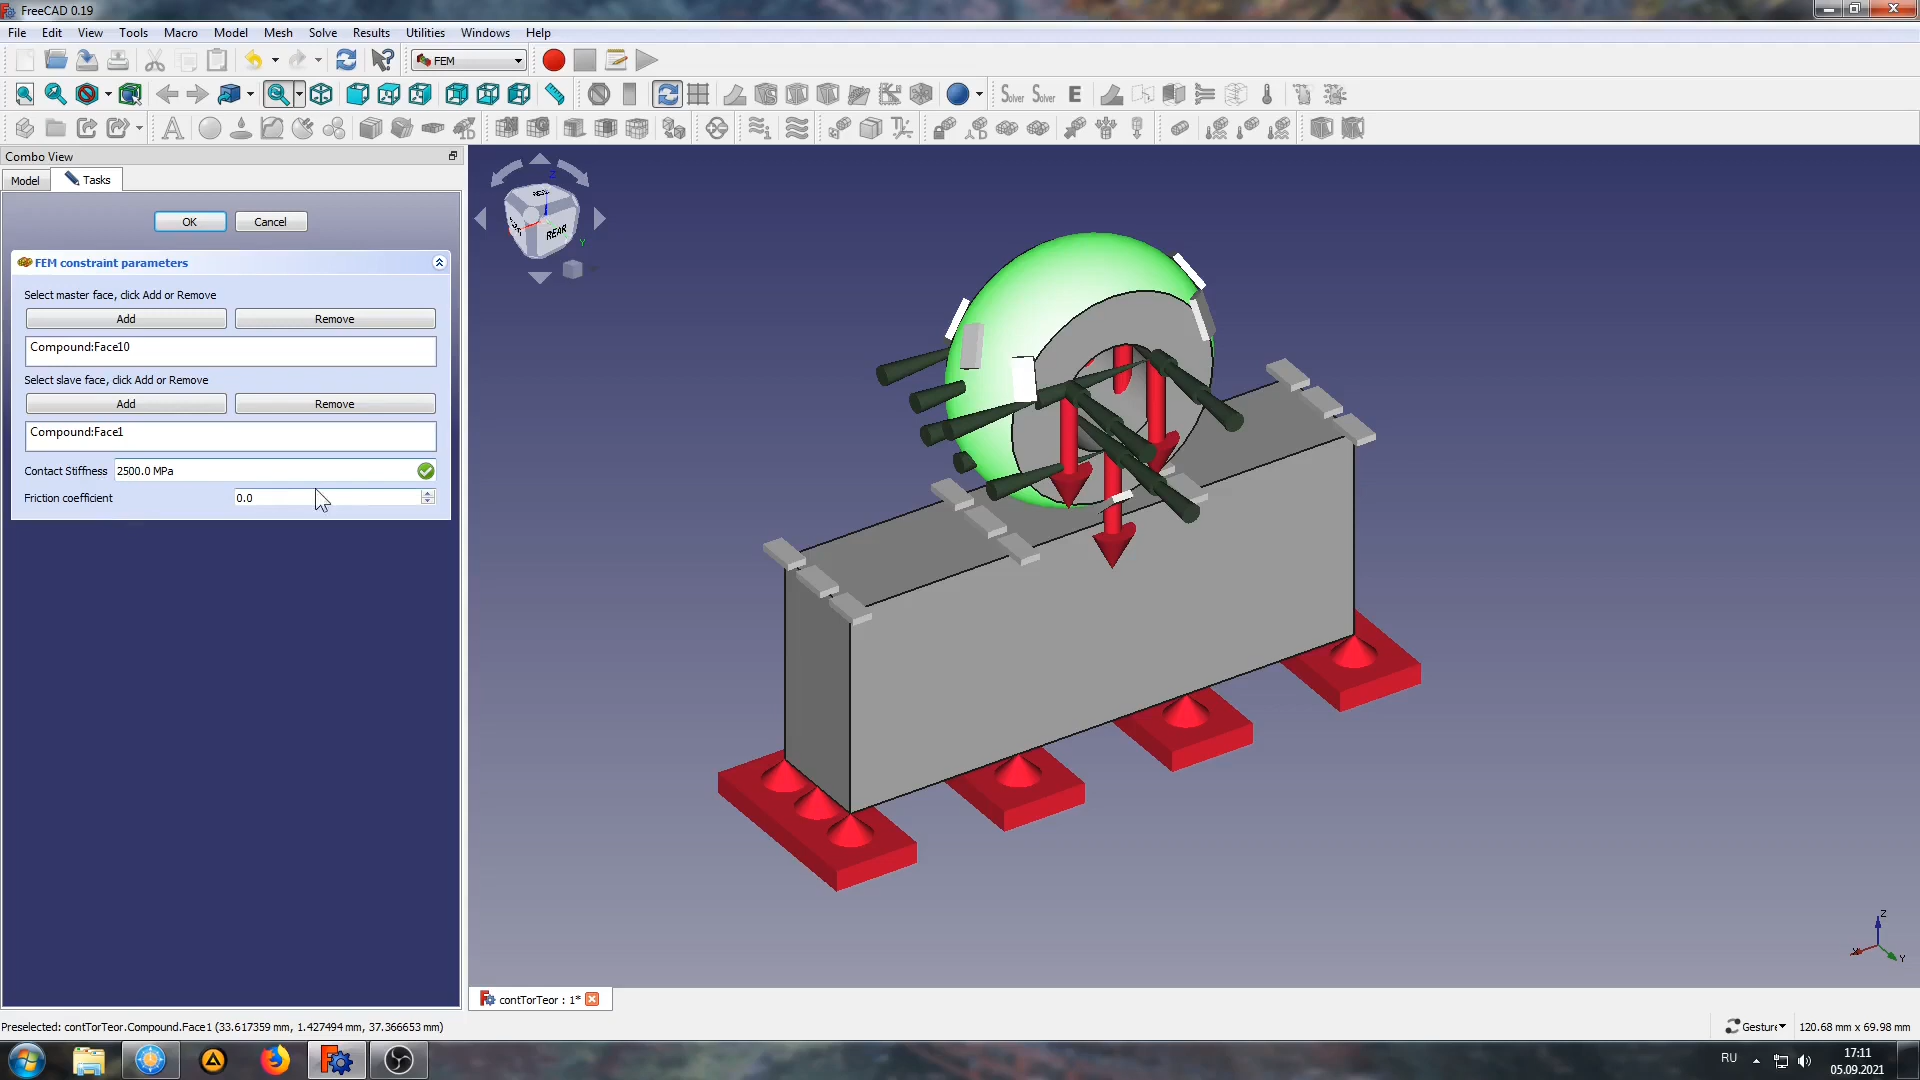 FreeCAD 0.19
File Edit View Tools Macro Model Mesh Solve Results Utilities Windows Help
FEM
Solver Solver E
A 1D
Combo View
Model Tasks
OK Cancel
FEM constraint parameters
Select master face, click Add or Remove
Add Remove
Compound:Face10
Select slave face, click Add or Remove
Add Remove
Compound:Face1
Contact Stiffness 2500.0 MPa
Friction coefficient 0.0
Z
REAR
Y
Z
X
Y
contTorTeor : 1*
Preselected: contTorTeor.Compound.Face1 (33.617359 mm, 1.427494 mm, 37.366653 mm)
Gesture 120.68 mm x 69.98 mm
RU
17:11
05.09.2021